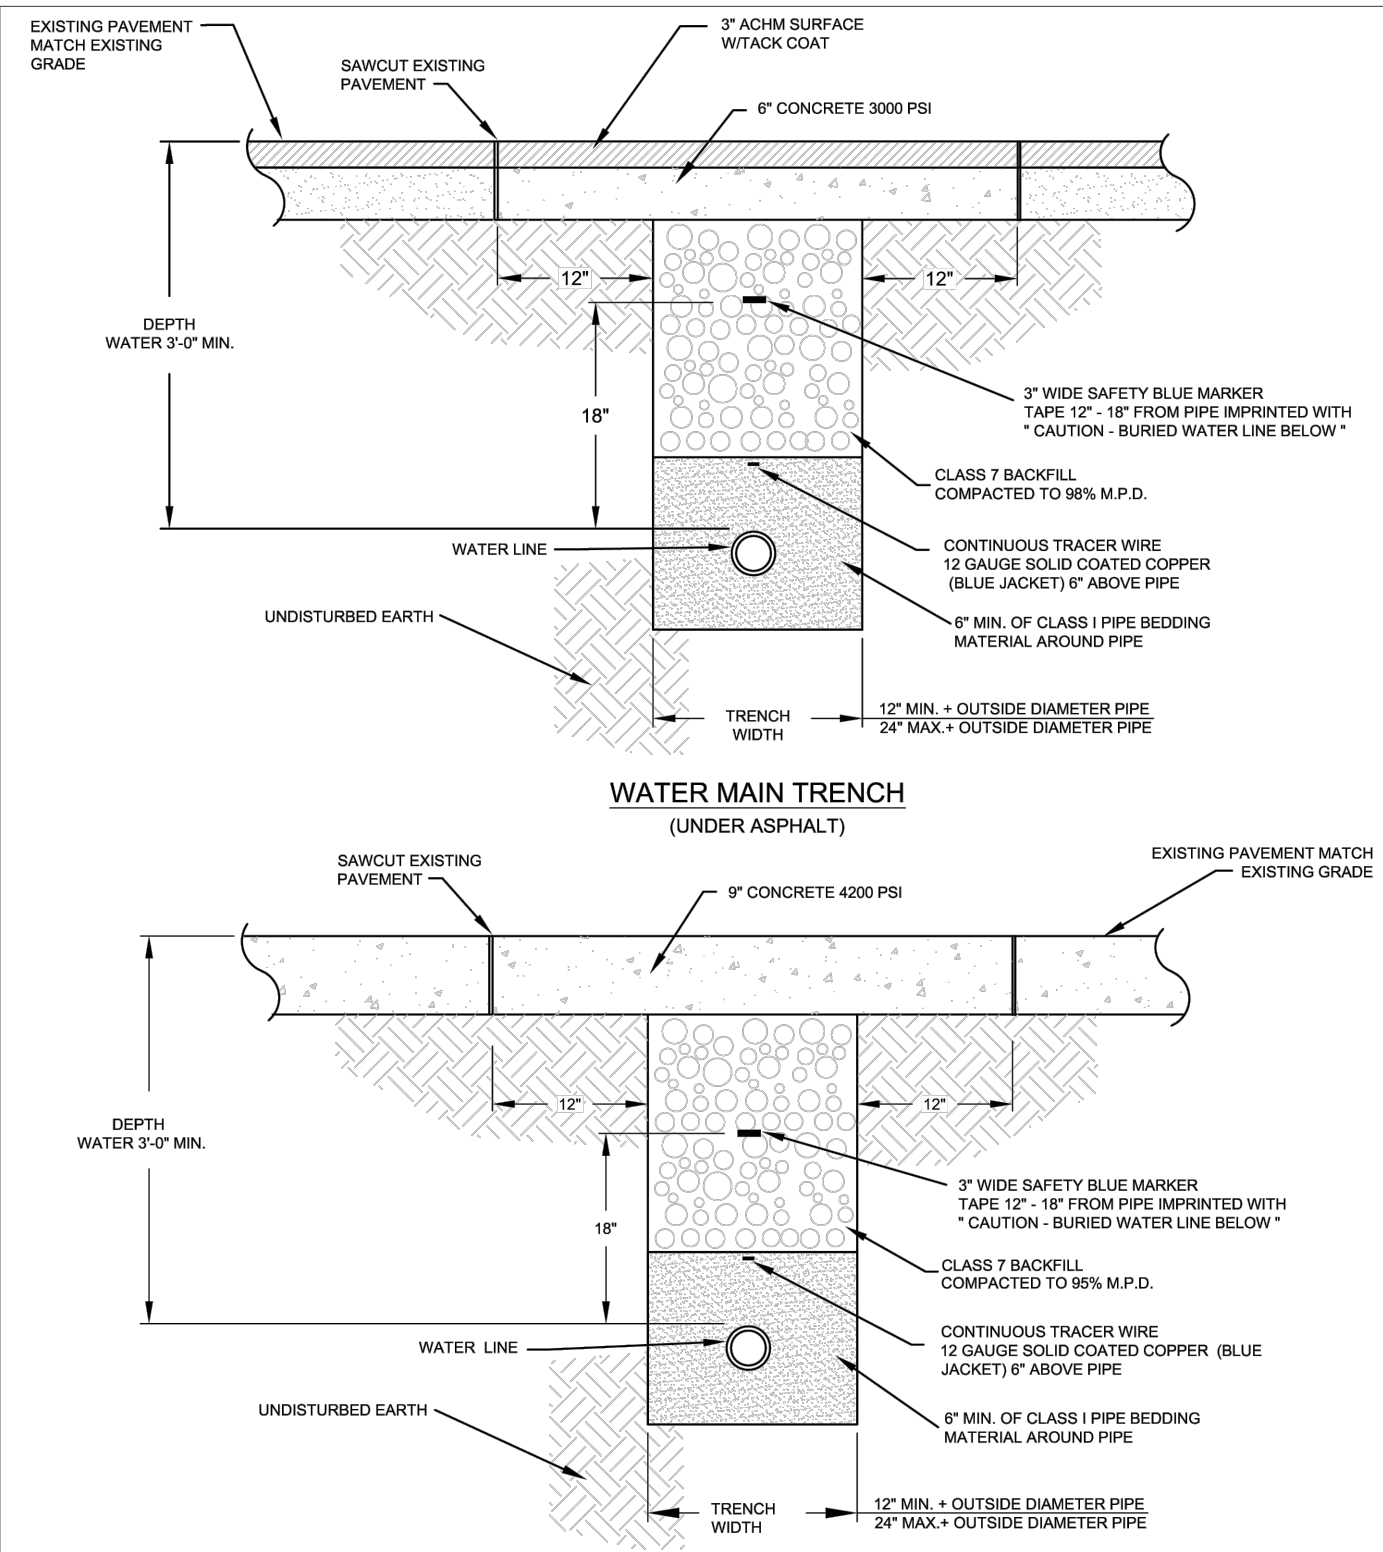 EXISTING PAVEMENT
MATCH EXISTING
GRADE
3" ACHM SURFACE
W/TACK COAT
SAWCUT EXISTING
PAVEMENT
6" CONCRETE 3000 PSI
12"
12"
DEPTH
WATER 3'-0" MIN.
18"
3" WIDE SAFETY BLUE MARKER
TAPE 12" - 18" FROM PIPE IMPRINTED WITH
" CAUTION - BURIED WATER LINE BELOW "
CLASS 7 BACKFILL
COMPACTED TO 98% M.P.D.
WATER LINE
CONTINUOUS TRACER WIRE
12 GAUGE SOLID COATED COPPER
(BLUE JACKET) 6" ABOVE PIPE
UNDISTURBED EARTH
6" MIN. OF CLASS I PIPE BEDDING
MATERIAL AROUND PIPE
TRENCH
WIDTH
12" MIN. + OUTSIDE DIAMETER PIPE
24" MAX.+ OUTSIDE DIAMETER PIPE
WATER MAIN TRENCH
(UNDER ASPHALT)
SAWCUT EXISTING
PAVEMENT
9" CONCRETE 4200 PSI
EXISTING PAVEMENT MATCH
EXISTING GRADE
12"
12"
DEPTH
WATER 3'-0" MIN.
18"
3" WIDE SAFETY BLUE MARKER
TAPE 12" - 18" FROM PIPE IMPRINTED WITH
" CAUTION - BURIED WATER LINE BELOW "
CLASS 7 BACKFILL
COMPACTED TO 95% M.P.D.
WATER LINE
CONTINUOUS TRACER WIRE
12 GAUGE SOLID COATED COPPER (BLUE
JACKET) 6" ABOVE PIPE
UNDISTURBED EARTH
6" MIN. OF CLASS I PIPE BEDDING
MATERIAL AROUND PIPE
TRENCH
WIDTH
12" MIN. + OUTSIDE DIAMETER PIPE
24" MAX.+ OUTSIDE DIAMETER PIPE